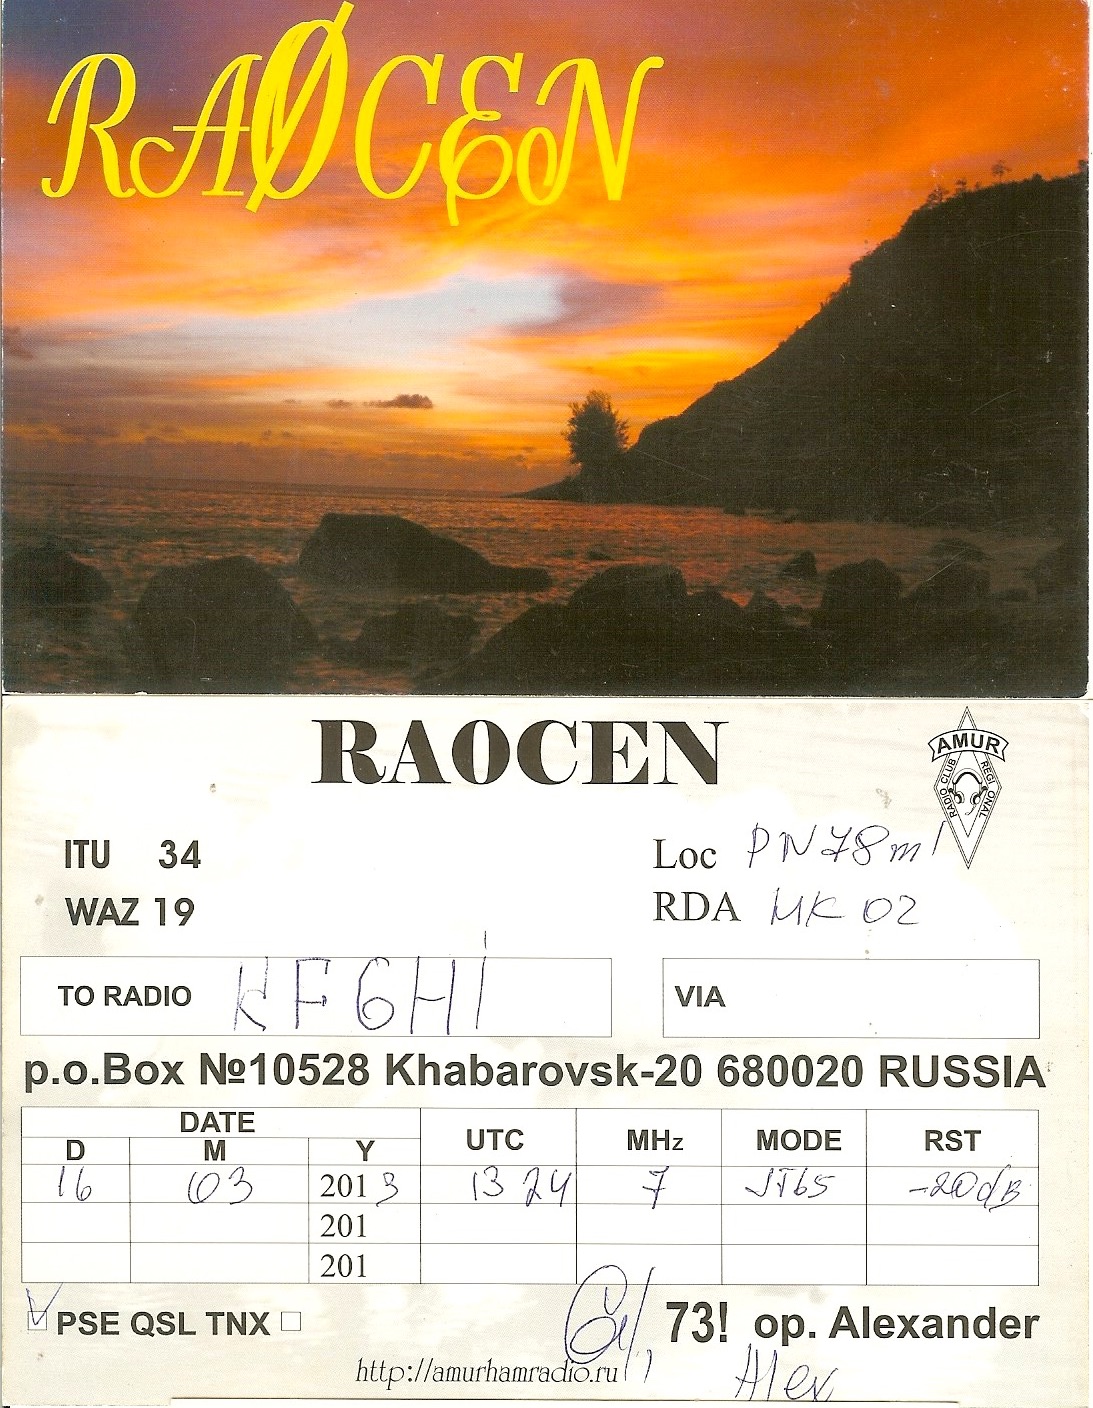 RAØCEN
RA0CEN
AMUR
RADIO CLUB REGIONAL
ITU 34
Loc PN78ml
WAZ 19
RDA MK 02
TO RADIO KF6HI
VIA
p.o.Box №10528 Khabarovsk-20 680020 RUSSIA
DATE
D M Y UTC MHz MODE RST
16 03 2013 13 24 7 JT65 -20dB
201
201
PSE QSL TNX
73! op. Alexander
http://amurhamradio.ru
Alex